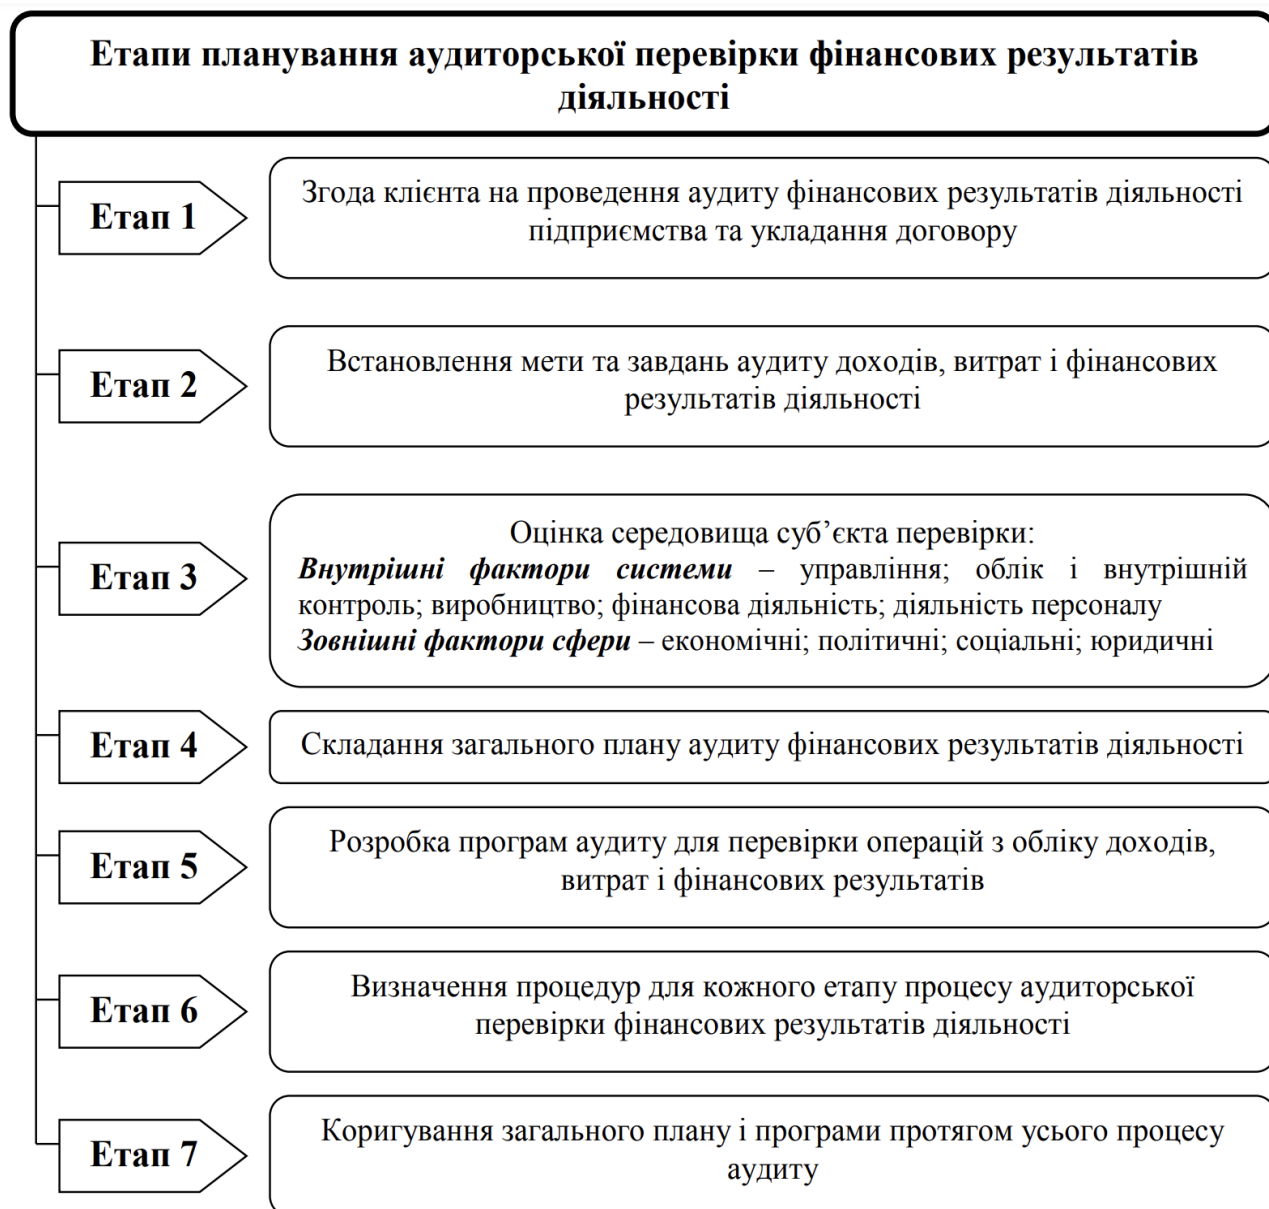 Етапи планування аудиторської перевірки фінансових результатів
діяльності
Етап 1
Згода клієнта на проведення аудиту фінансових результатів діяльності
підприємства та укладання договору
Етап 2
Встановлення мети та завдань аудиту доходів, витрат і фінансових
результатів діяльності
Етап 3
Оцінка середовища суб’єкта перевірки:
Внутрішні фактори системи – управління; облік і внутрішній
контроль; виробництво; фінансова діяльність; діяльність персоналу
Зовнішні фактори сфери – економічні; політичні; соціальні; юридичні
Етап 4
Складання загального плану аудиту фінансових результатів діяльності
Етап 5
Розробка програм аудиту для перевірки операцій з обліку доходів,
витрат і фінансових результатів
Етап 6
Визначення процедур для кожного етапу процесу аудиторської
перевірки фінансових результатів діяльності
Етап 7
Коригування загального плану і програми протягом усього процесу
аудиту